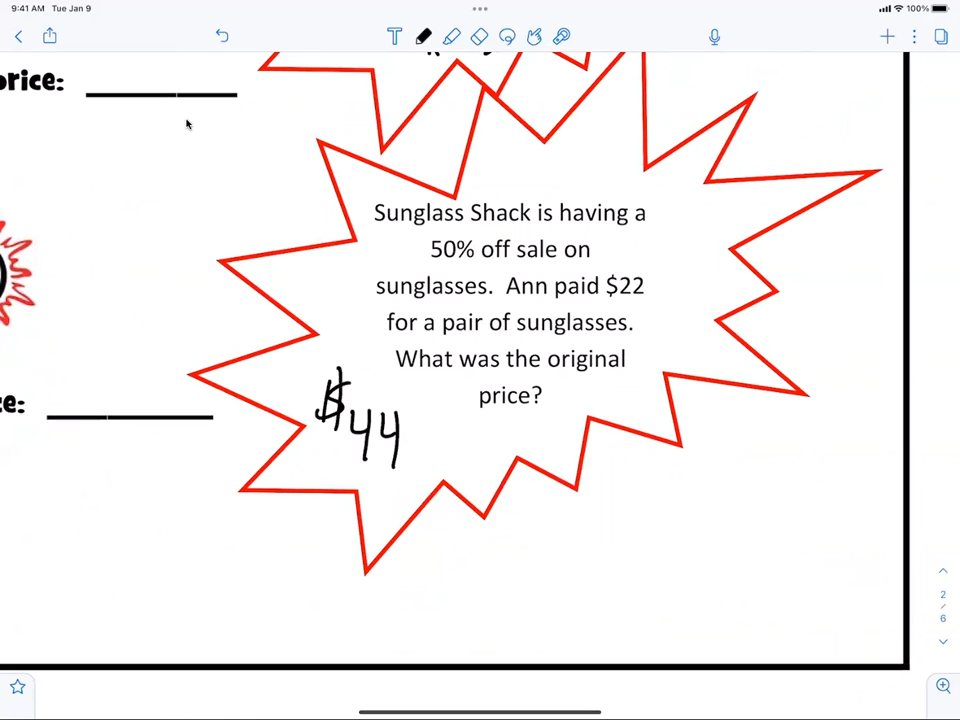 9:41 AM Tue Jan 9
100%
rice:
Sunglass Shack is having a
50% off sale on
sunglasses. Ann paid $22
for a pair of sunglasses.
What was the original
price?
ce:
$44
2
/
6